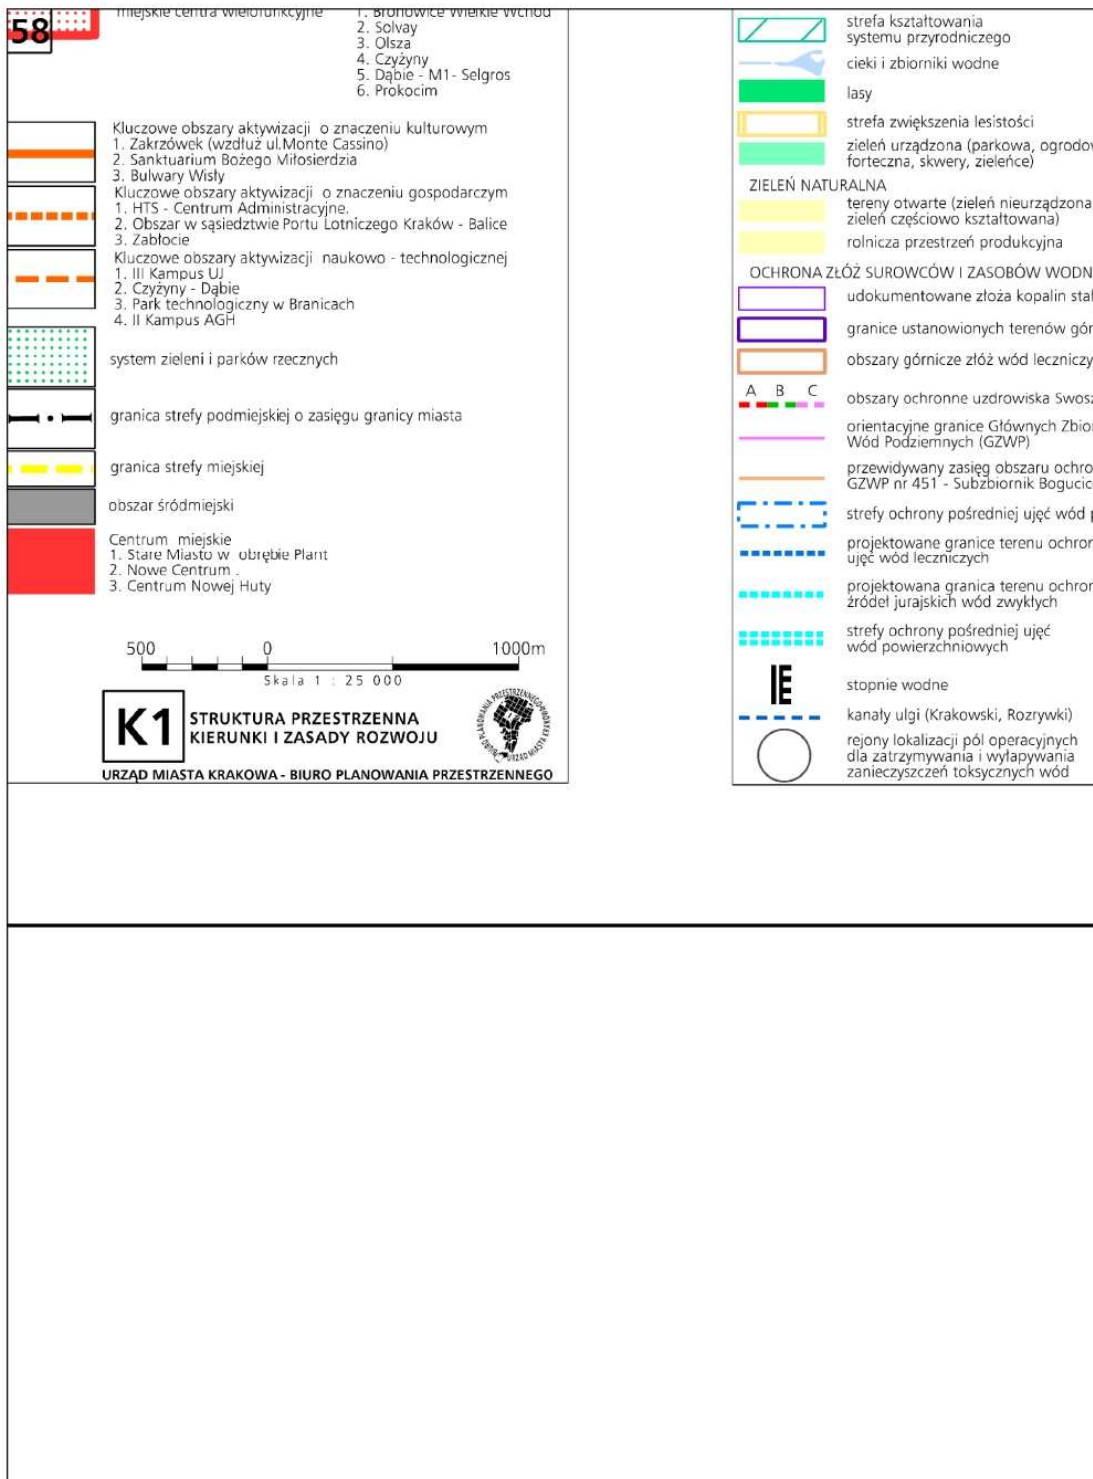 58
miejskie centra wielofunkcyjne
1. Bronowice Wielkie Wchód
2. Solvay
3. Olsza
4. Czyżyny
5. Dąbie - M1- Selgros
6. Prokocim
Kluczowe obszary aktywizacji o znaczeniu kulturowym
1. Zakrzówek (wzdłuż ul.Monte Cassino)
2. Sanktuarium Bożego Miłosierdzia
3. Bulwary Wisły
Kluczowe obszary aktywizacji o znaczeniu gospodarczym
1. HTS - Centrum Administracyjne.
2. Obszar w sąsiedztwie Portu Lotniczego Kraków - Balice
3. Zabłocie
Kluczowe obszary aktywizacji naukowo - technologicznej
1. III Kampus UJ
2. Czyżyny - Dąbie
3. Park technologiczny w Branicach
4. II Kampus AGH
system zieleni i parków rzecznych
granica strefy podmiejskiej o zasięgu granicy miasta
granica strefy miejskiej
obszar śródmiejski
Centrum miejskie
1. Stare Miasto w obrębie Plant
2. Nowe Centrum .
3. Centrum Nowej Huty
500 0 1000m
Skala 1 : 25 000
K1
STRUKTURA PRZESTRZENNA
KIERUNKI I ZASADY ROZWOJU
URZĄD MIASTA KRAKOWA - BIURO PLANOWANIA PRZESTRZENNEGO
strefa kształtowania
systemu przyrodniczego
cieki i zbiorniki wodne
lasy
strefa zwiększenia lesistości
zieleń urządzona (parkowa, ogrodow
forteczna, skwery, zieleńce)
ZIELEŃ NATURALNA
tereny otwarte (zieleń nieurządzona
zieleń częściowo kształtowana)
rolnicza przestrzeń produkcyjna
OCHRONA ZŁÓŻ SUROWCÓW I ZASOBÓW WODN
udokumentowane złoża kopalin stał
granice ustanowionych terenów gór
obszary górnicze złóż wód leczniczy
A B C
obszary ochronne uzdrowiska Swosz
orientacyjne granice Głównych Zbior
Wód Podziemnych (GZWP)
przewidywany zasięg obszaru ochro
GZWP nr 451 - Subzbiornik Bogucice
strefy ochrony pośredniej ujęć wód p
projektowane granice terenu ochron
ujęć wód leczniczych
projektowana granica terenu ochron
źródeł jurajskich wód zwykłych
strefy ochrony pośredniej ujęć
wód powierzchniowych
stopnie wodne
kanały ulgi (Krakowski, Rozrywki)
rejony lokalizacji pól operacyjnych
dla zatrzymywania i wyłapywania
zanieczyszczeń toksycznych wód